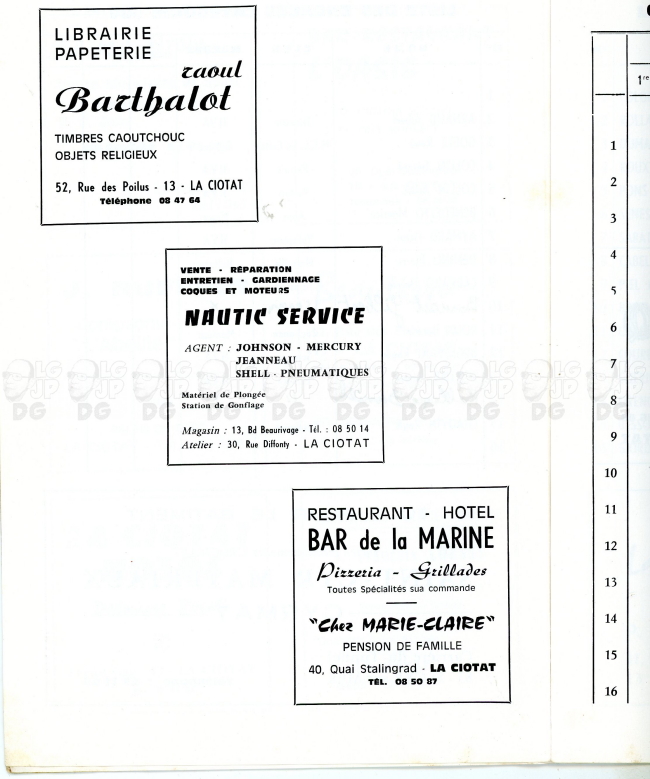 LIBRAIRIE
PAPETERIE
raoul
Barthalot
TIMBRES CAOUTCHOUC
OBJETS RELIGIEUX
52, Rue des Poilus - 13 - LA CIOTAT
Téléphone 08 47 64
VENTE - RÉPARATION
ENTRETIEN - GARDIENNAGE
COQUES ET MOTEURS
NAUTIC SERVICE
AGENT : JOHNSON - MERCURY
JEANNEAU
SHELL - PNEUMATIQUES
Matériel de Plongée
Station de Gonflage
Magasin : 13, Bd Beaurivage - Tél. : 08 50 14
Atelier : 30, Rue Diffonty - LA CIOTAT
RESTAURANT - HOTEL
BAR de la MARINE
Pizzeria - Grillades
Toutes Spécialités sua commande
"Chez MARIE-CLAIRE"
PENSION DE FAMILLE
40, Quai Stalingrad - LA CIOTAT
TÉL. 08 50 87
1re
1
2
3
4
5
6
7
8
9
10
11
12
13
14
15
16
LG JP DG